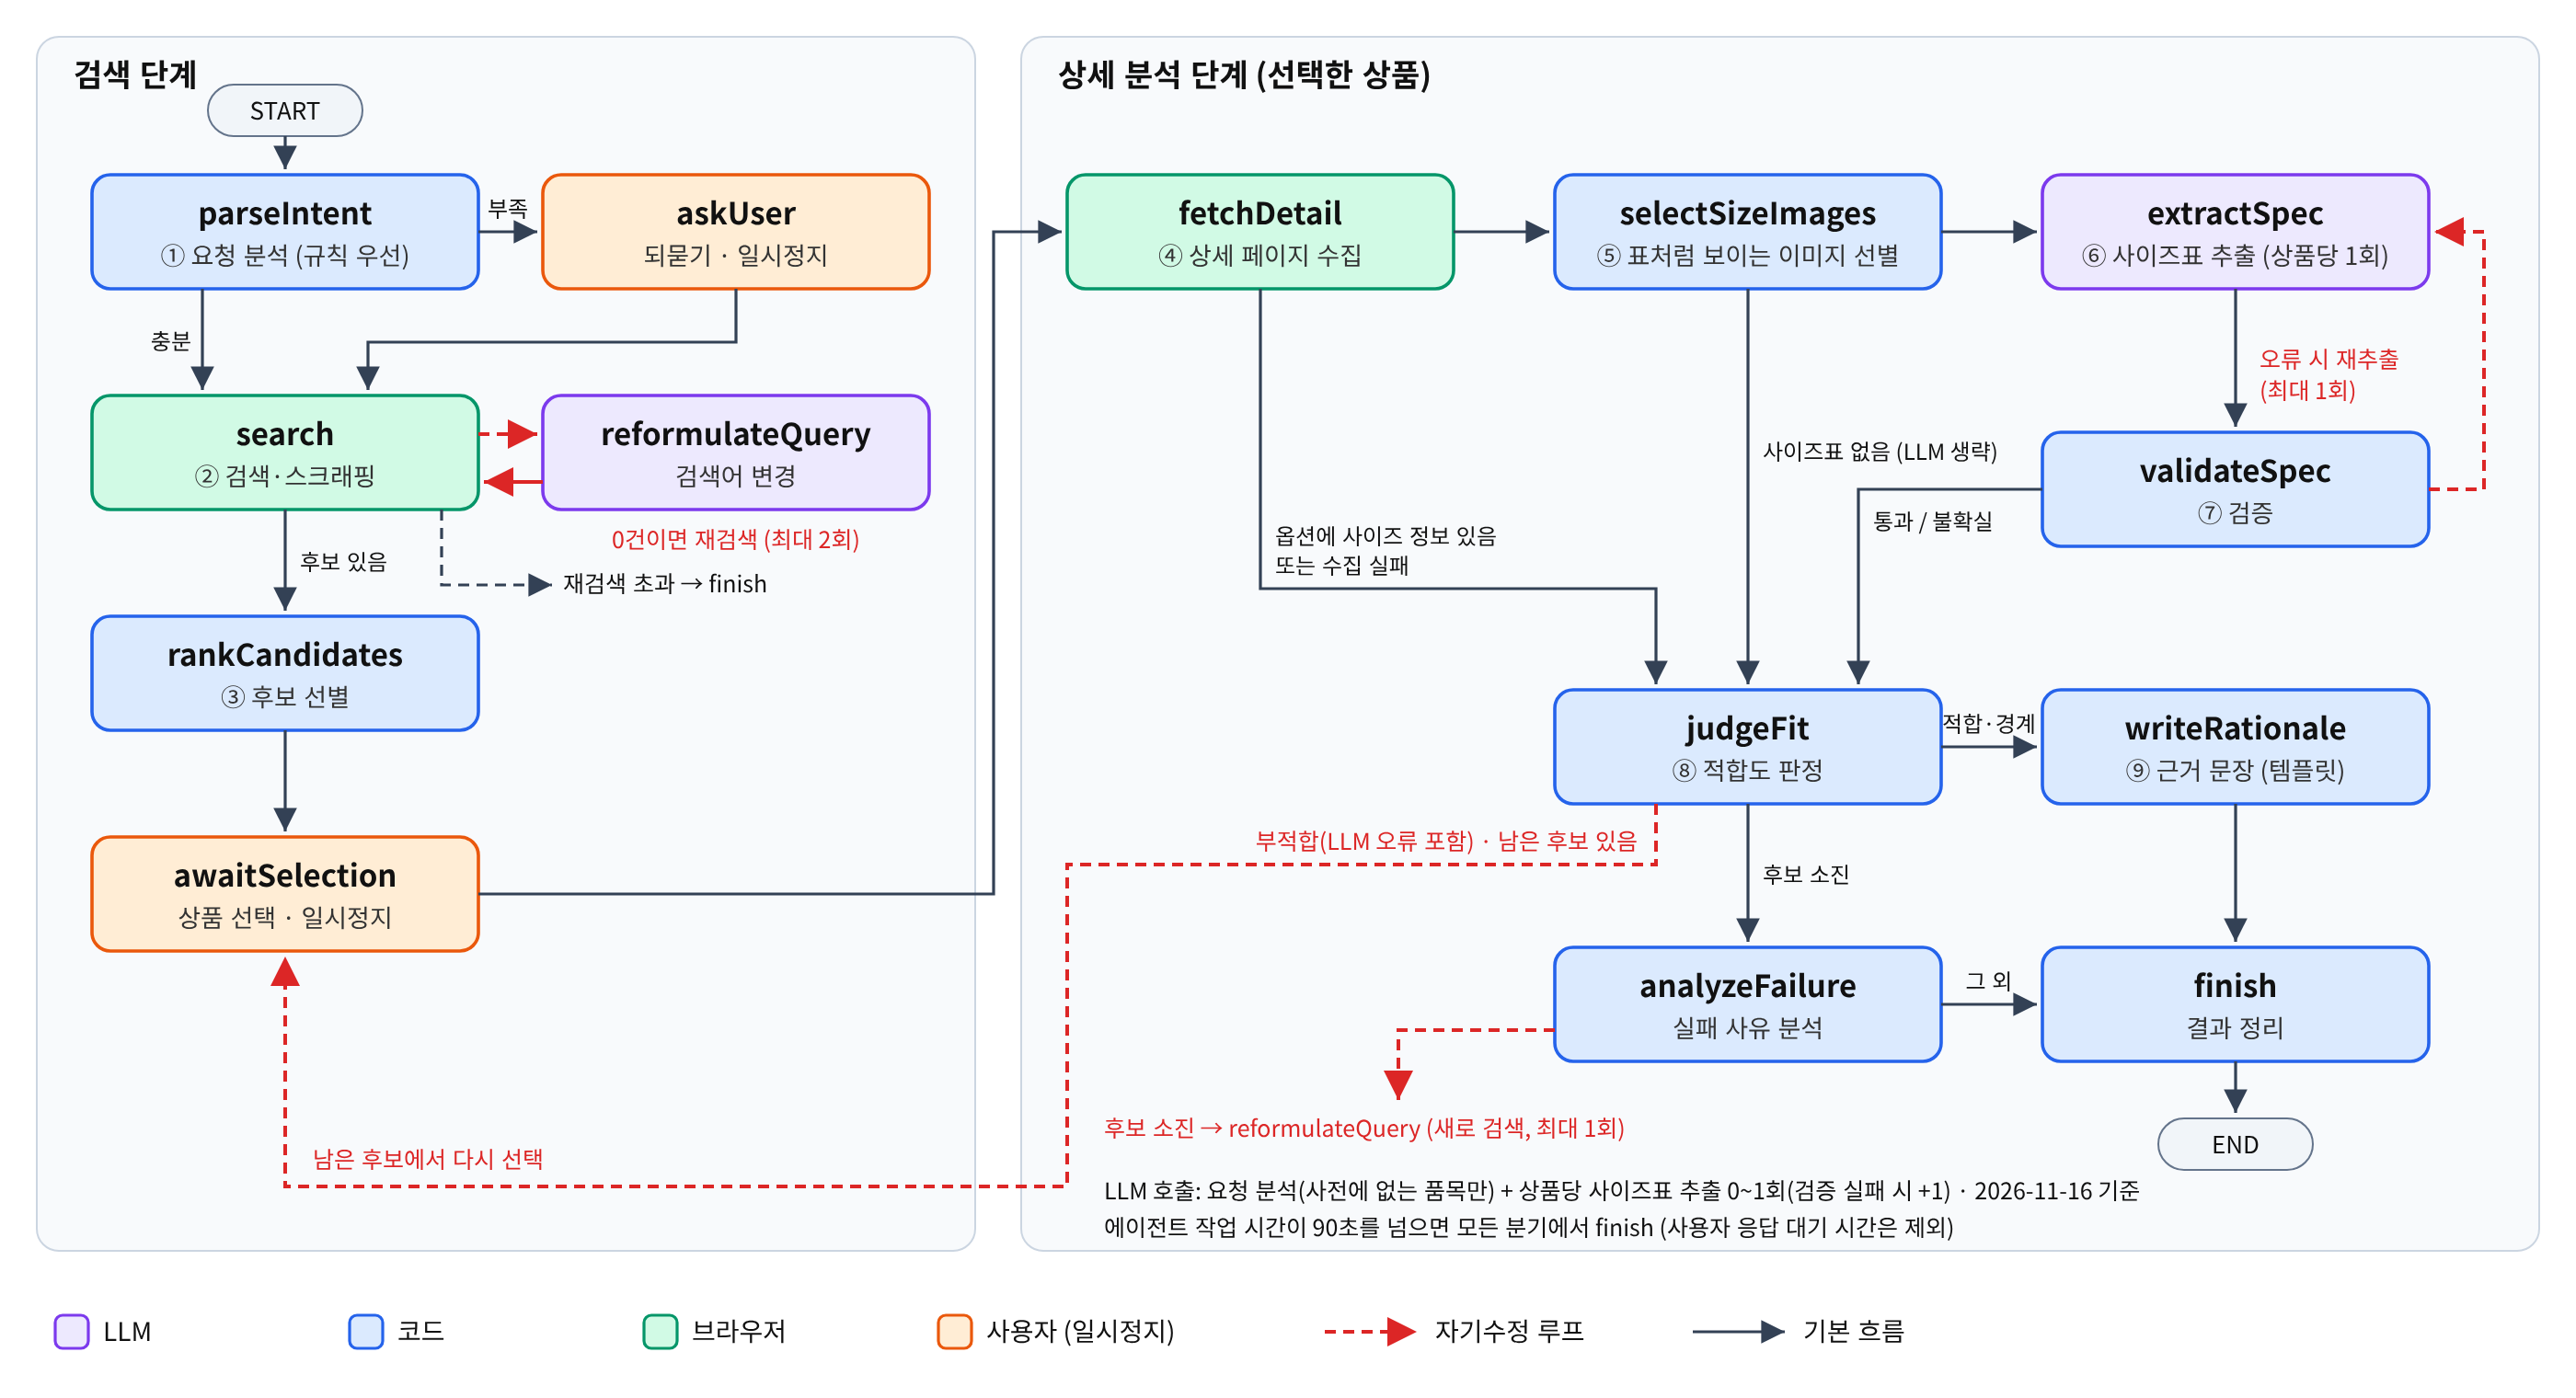 검색 단계
START
parseIntent
① 요청 분석 (규칙 우선)
부족
askUser
되묻기 · 일시정지
충분
search
② 검색·스크래핑
reformulateQuery
검색어 변경
0건이면 재검색 (최대 2회)
후보 있음
재검색 초과 → finish
rankCandidates
③ 후보 선별
awaitSelection
상품 선택 · 일시정지
남은 후보에서 다시 선택
상세 분석 단계 (선택한 상품)
fetchDetail
④ 상세 페이지 수집
selectSizeImages
⑤ 표처럼 보이는 이미지 선별
extractSpec
⑥ 사이즈표 추출 (상품당 1회)
오류 시 재추출
(최대 1회)
사이즈표 없음 (LLM 생략)
validateSpec
⑦ 검증
통과 / 불확실
옵션에 사이즈 정보 있음
또는 수집 실패
judgeFit
⑧ 적합도 판정
적합·경계
writeRationale
⑨ 근거 문장 (템플릿)
부적합(LLM 오류 포함) · 남은 후보 있음
후보 소진
analyzeFailure
실패 사유 분석
그 외
finish
결과 정리
후보 소진 → reformulateQuery (새로 검색, 최대 1회)
END
LLM 호출: 요청 분석(사전에 없는 품목만) + 상품당 사이즈표 추출 0~1회(검증 실패 시 +1) · 2026-11-16 기준
에이전트 작업 시간이 90초를 넘으면 모든 분기에서 finish (사용자 응답 대기 시간은 제외)
LLM
코드
브라우저
사용자 (일시정지)
자기수정 루프
기본 흐름